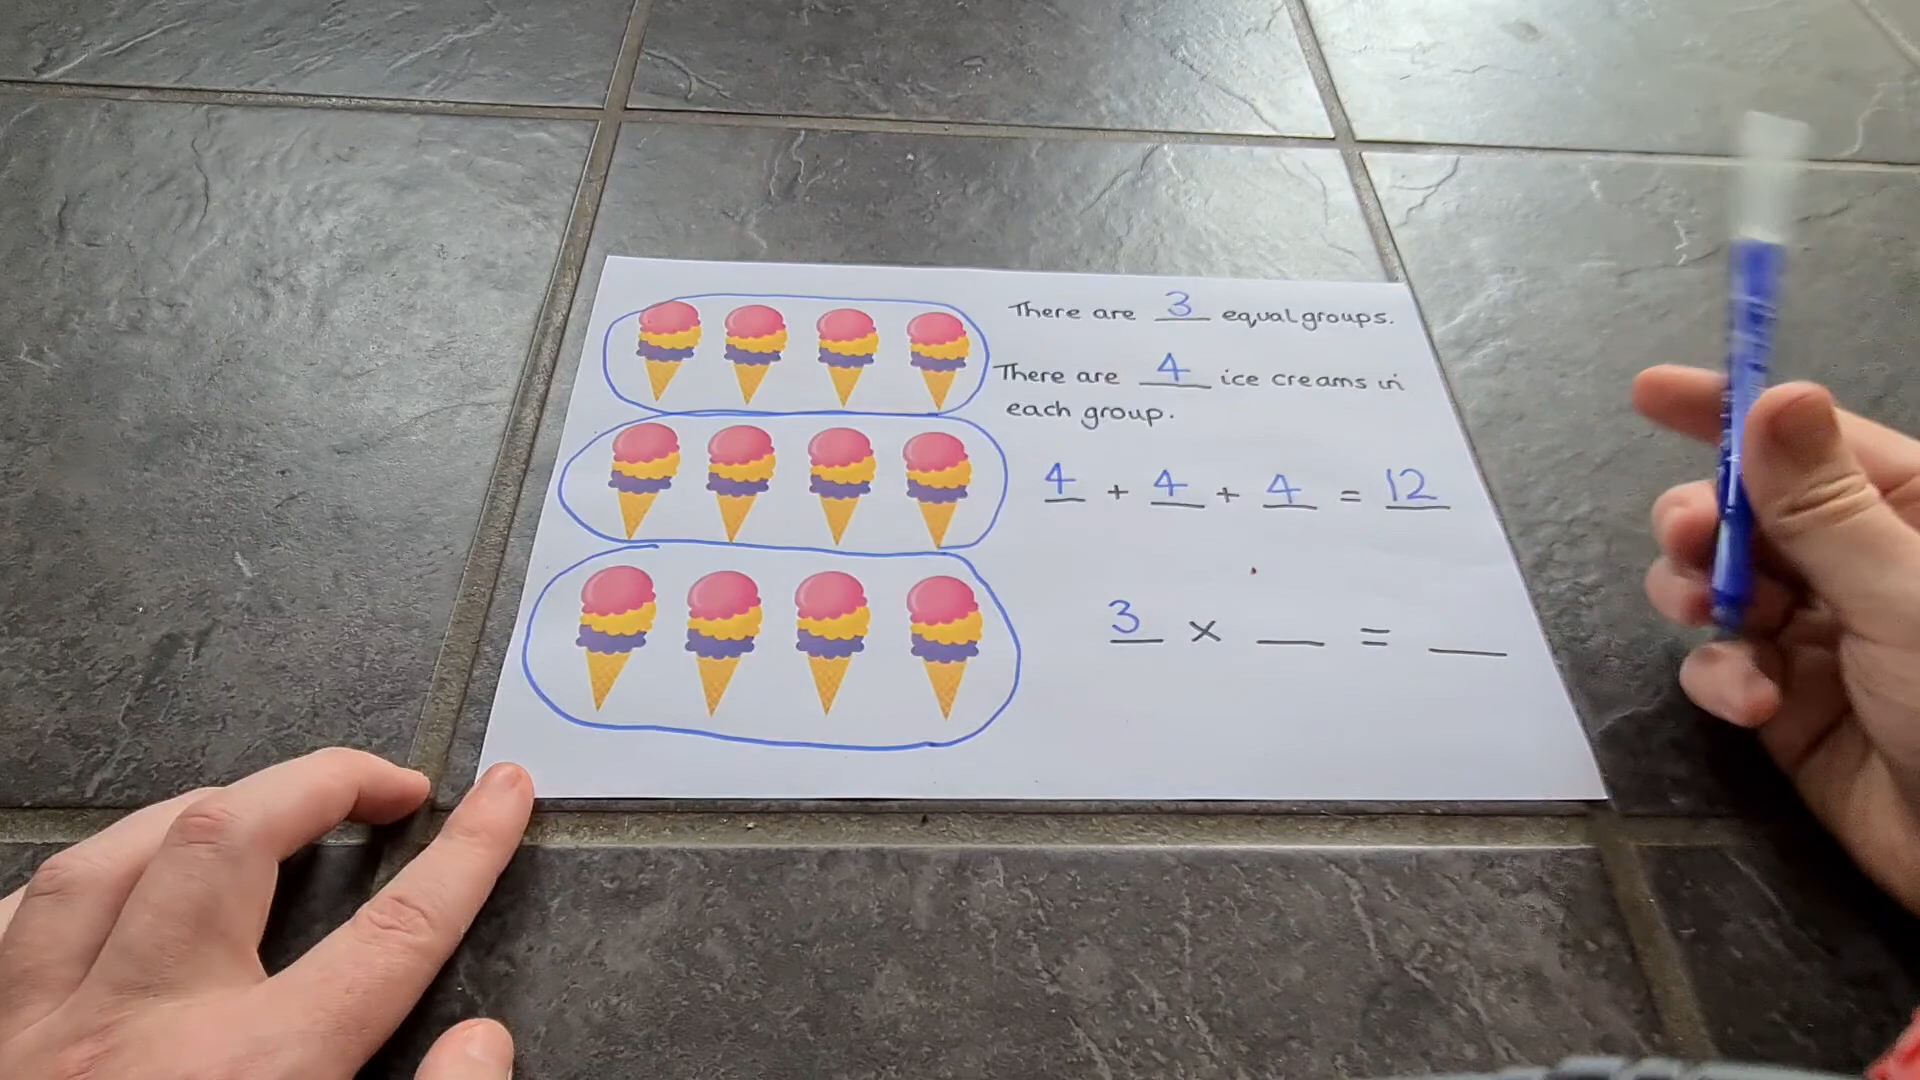 There are 3 equal groups.
There are 4 ice creams in
each group.
4 + 4 + 4 = 12
3 × __ = __